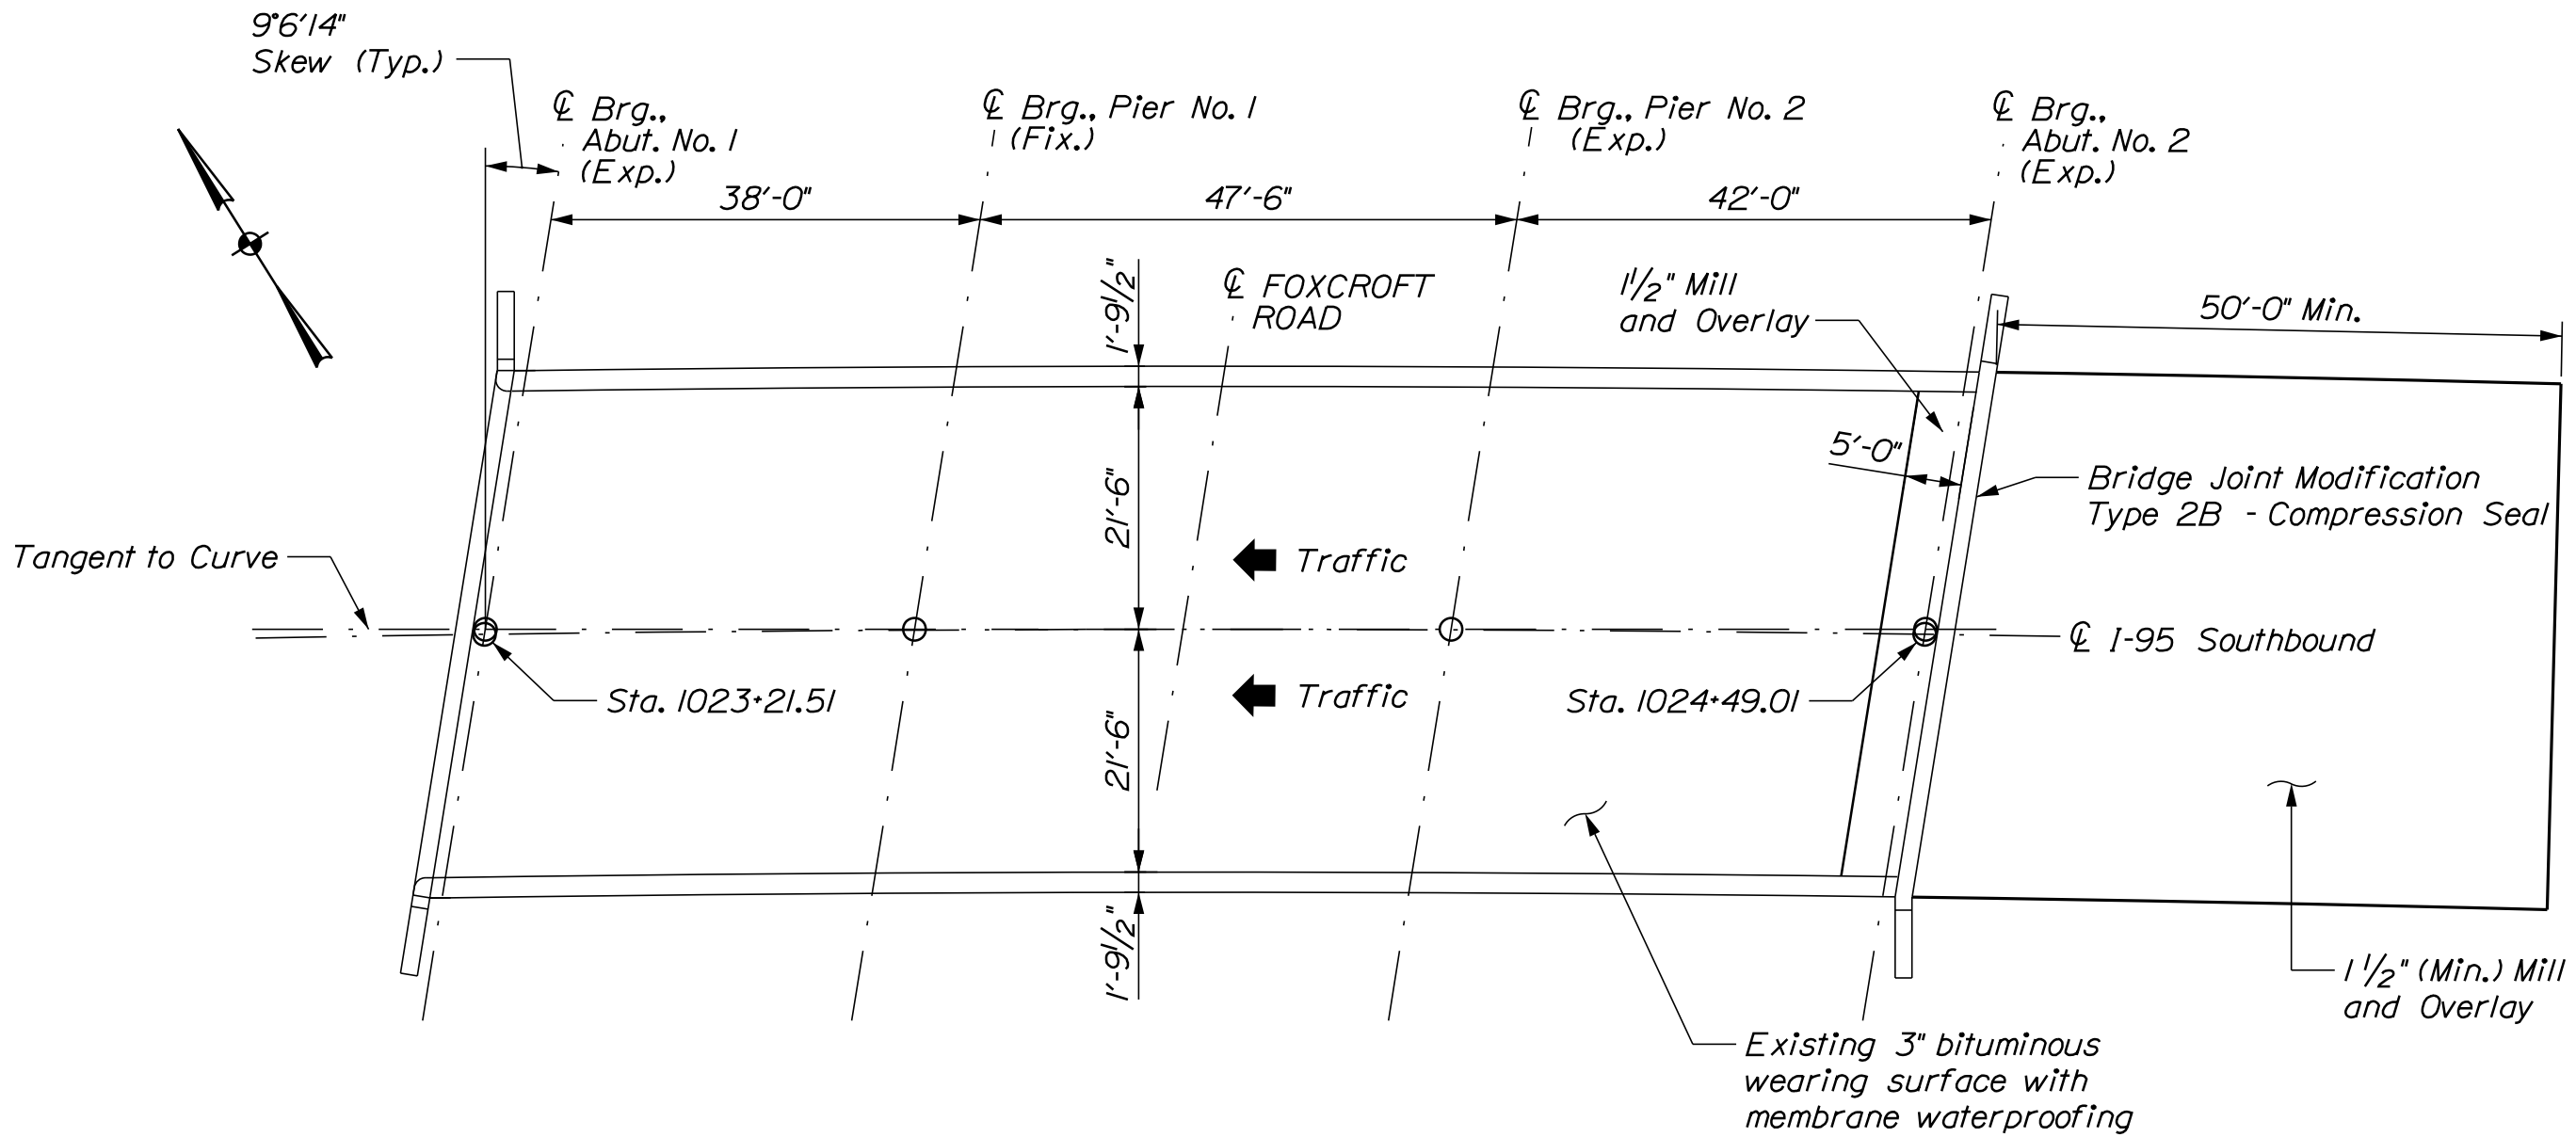 9°6'14"
Skew (Typ.)
℄ Brg.,
Abut. No. 1
(Exp.)
℄ Brg., Pier No. 1
(Fix.)
℄ Brg., Pier No. 2
(Exp.)
℄ Brg.,
Abut. No. 2
(Exp.)
38'-0"
47'-6"
42'-0"
1'-9½"
℄ FOXCROFT
ROAD
1½" Mill
and Overlay
50'-0" Min.
5'-0"
21'-6"
Bridge Joint Modification
Type 2B - Compression Seal
Tangent to Curve
Traffic
℄ I-95 Southbound
Sta. 1023+21.51
Traffic
Sta. 1024+49.01
21'-6"
1'-9½"
1 ½" (Min.) Mill
and Overlay
Existing 3" bituminous
wearing surface with
membrane waterproofing